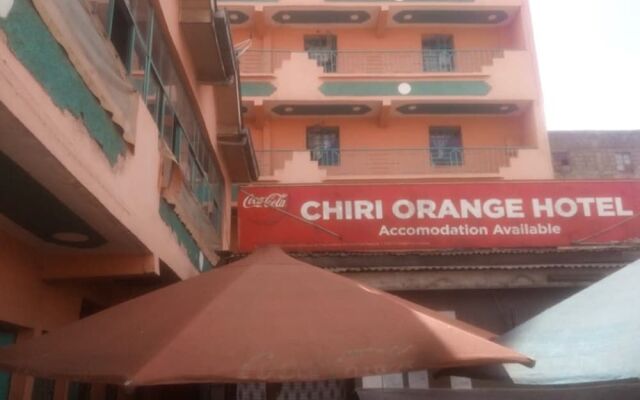 Coca-Cola
CHIRI ORANGE HOTEL
Accomodation Available